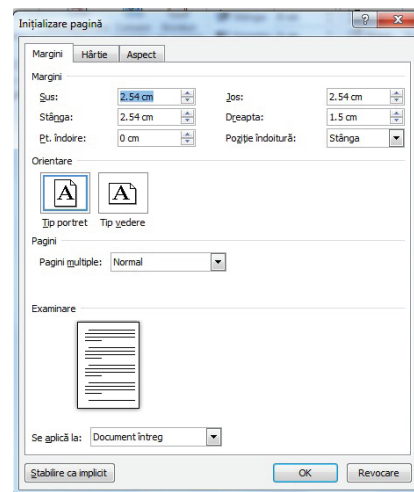 Inițializare pagină
Margini Hârtie Aspect
Margini
Sus: 2.54 cm Jos: 2.54 cm
Stânga: 2.54 cm Dreapta: 1.5 cm
Pt. îndoire: 0 cm Poziție îndoitură: Stânga
Orientare
A A
Tip portret Tip vedere
Pagini
Pagini multiple: Normal
Examinare
Se aplică la: Document întreg
Stabilire ca implicit OK Revocare